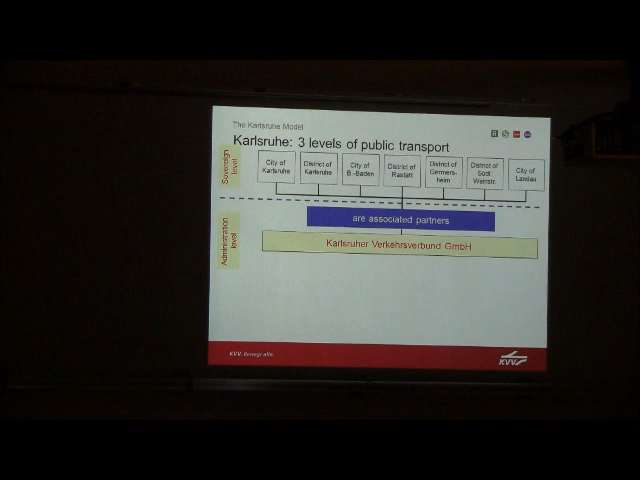 The Karlsruhe Model
Karlsruhe: 3 levels of public transport
Sovereign
level
City of
Karlsruhe
District of
Karlsruhe
City of
B.-Baden
District of
Rastatt
District of
Germers-
heim
District of
Südl.
Weinstr.
City of
Landau
are associated partners
Administration
level
Karlsruher Verkehrsverbund GmbH
KVV. Bewegt alle.
KVV